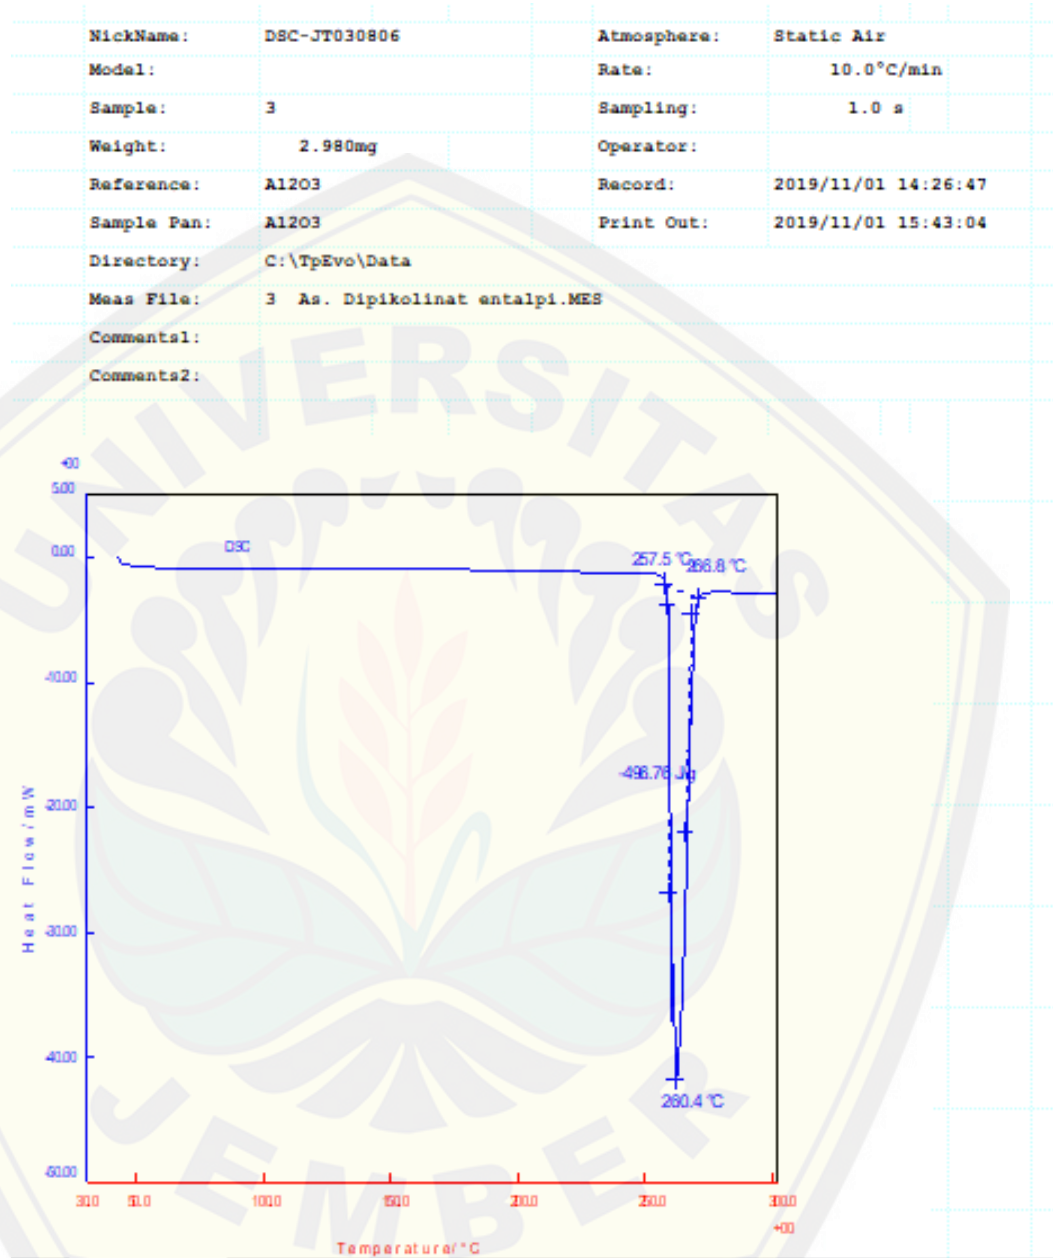 NickName: DSC-JT030806 Atmosphere: Static Air
Model: Rate: 10.0°C/min
Sample: 3 Sampling: 1.0 s
Weight: 2.980mg Operator:
Reference: Al2O3 Record: 2019/11/01 14:26:47
Sample Pan: Al2O3 Print Out: 2019/11/01 15:43:04
Directory: C:\TpEvo\Data
Meas File: 3 As. Dipikolinat entalpi.MES
Comments1:
Comments2:
UNIVERSITAS
+00
5.00
0.00
DSC
257.5 °C
266.8 °C
-10.00
-496.76 J/g
-20.00
Heat Flow/mW
-30.00
-40.00
260.4 °C
-50.00
JEMBER
30.0 50.0 100.0 150.0 200.0 250.0 300.0
+00
Temperature/°C